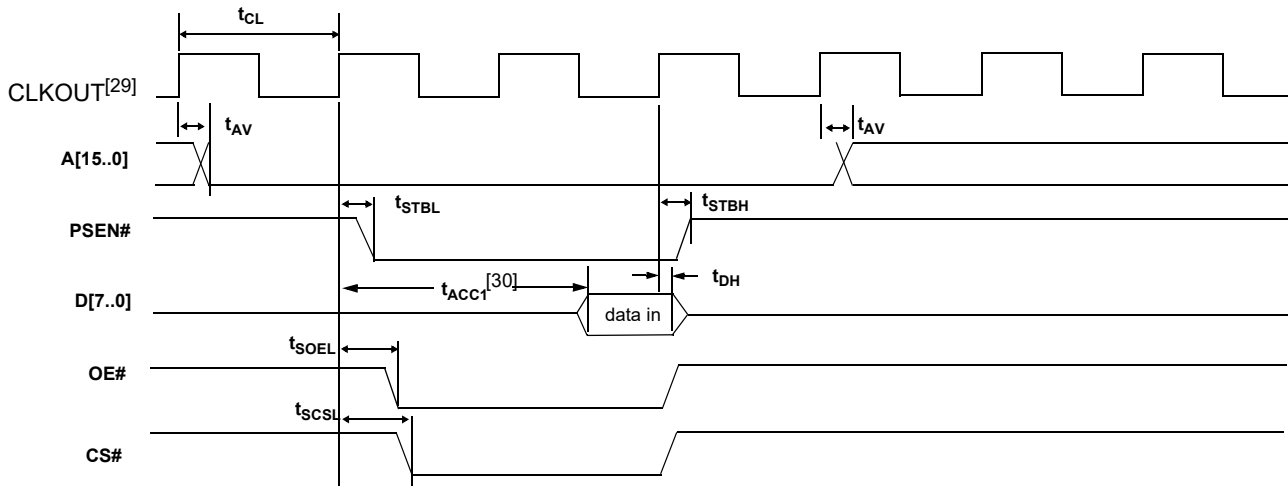 tCL
CLKOUT[29]
tAV
tAV
A[15..0]
tSTBL
tSTBH
PSEN#
tDH
tACC1[30]
D[7..0]
data in
tSOEL
OE#
tSCSL
CS#